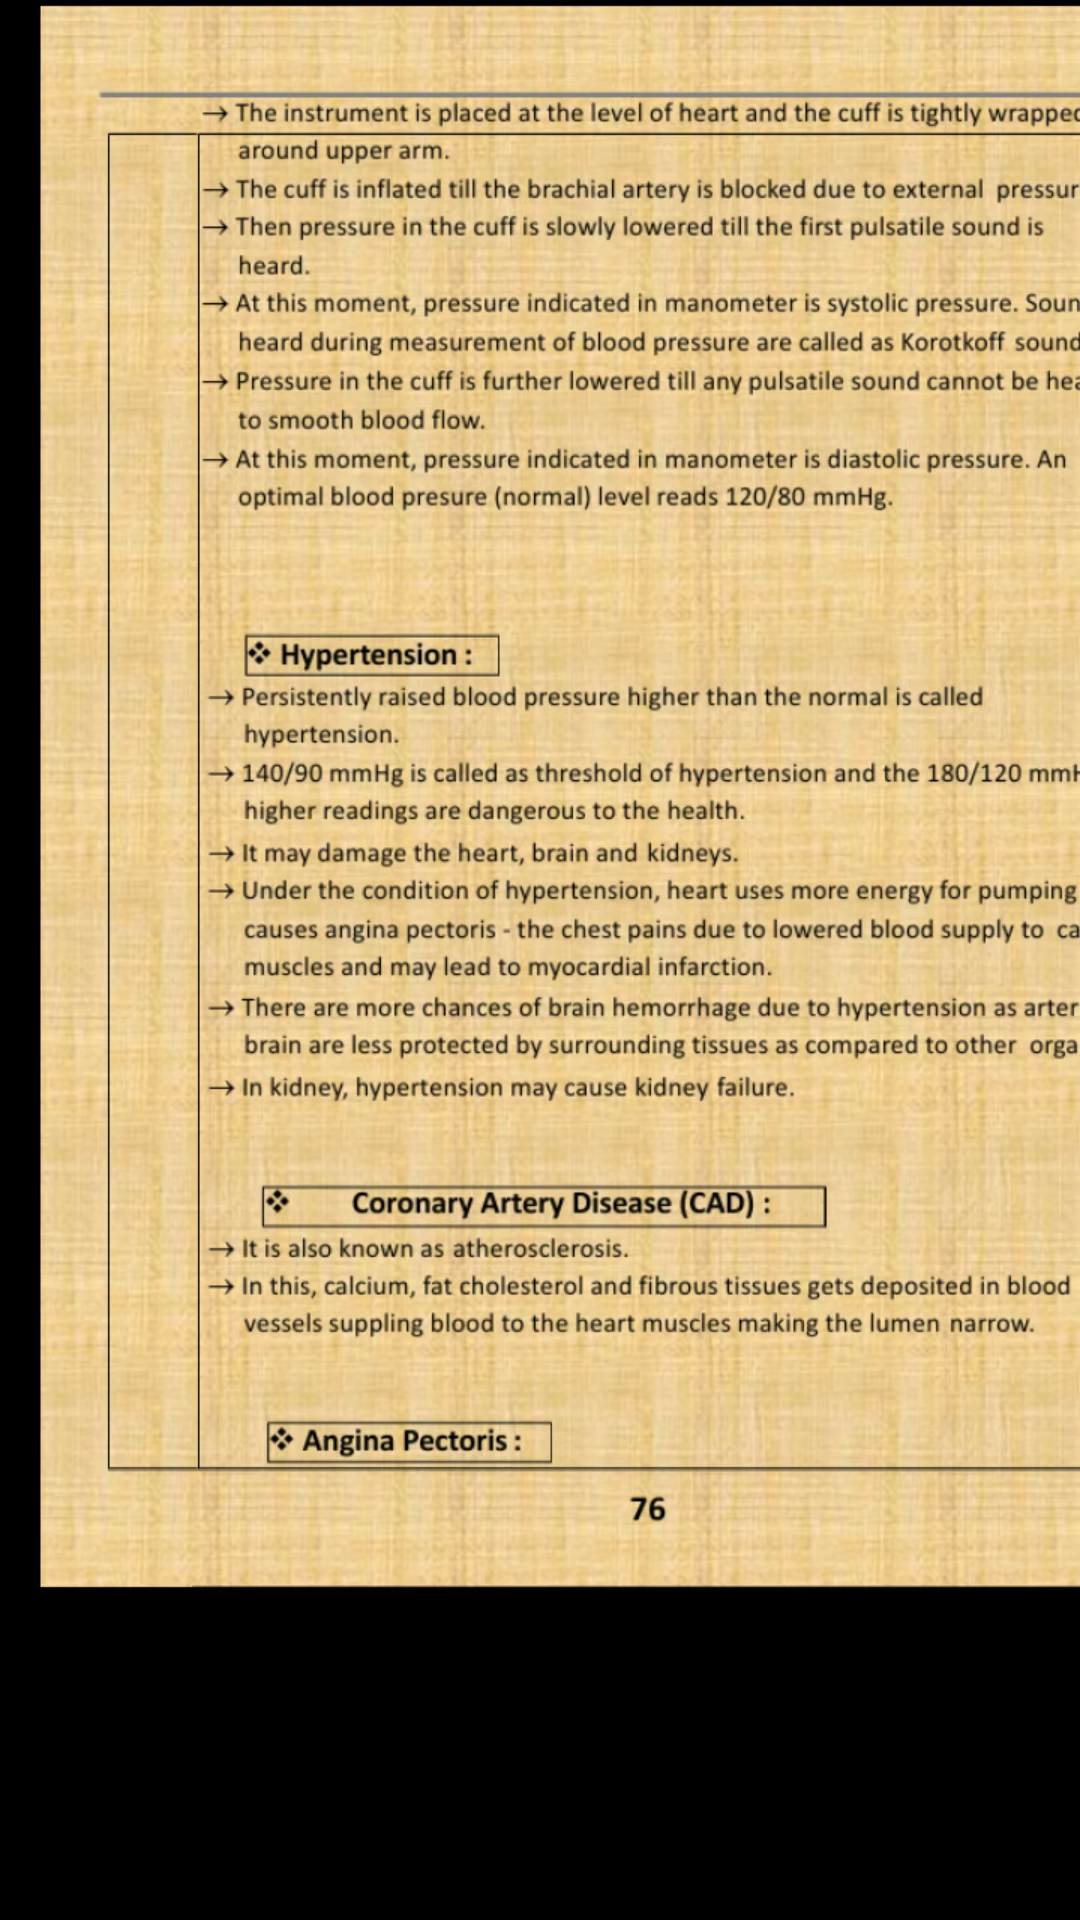 → The instrument is placed at the level of heart and the cuff is tightly wrapped
around upper arm.
→ The cuff is inflated till the brachial artery is blocked due to external pressur
→ Then pressure in the cuff is slowly lowered till the first pulsatile sound is
heard.
→ At this moment, pressure indicated in manometer is systolic pressure. Soun
heard during measurement of blood pressure are called as Korotkoff sound
→ Pressure in the cuff is further lowered till any pulsatile sound cannot be hea
to smooth blood flow.
→ At this moment, pressure indicated in manometer is diastolic pressure. An
optimal blood presure (normal) level reads 120/80 mmHg.
❖ Hypertension :
→ Persistently raised blood pressure higher than the normal is called
hypertension.
→ 140/90 mmHg is called as threshold of hypertension and the 180/120 mmH
higher readings are dangerous to the health.
→ It may damage the heart, brain and kidneys.
→ Under the condition of hypertension, heart uses more energy for pumping
causes angina pectoris - the chest pains due to lowered blood supply to ca
muscles and may lead to myocardial infarction.
→ There are more chances of brain hemorrhage due to hypertension as arter
brain are less protected by surrounding tissues as compared to other orga
→ In kidney, hypertension may cause kidney failure.
❖ Coronary Artery Disease (CAD) :
→ It is also known as atherosclerosis.
→ In this, calcium, fat cholesterol and fibrous tissues gets deposited in blood
vessels suppling blood to the heart muscles making the lumen narrow.
❖ Angina Pectoris :
76